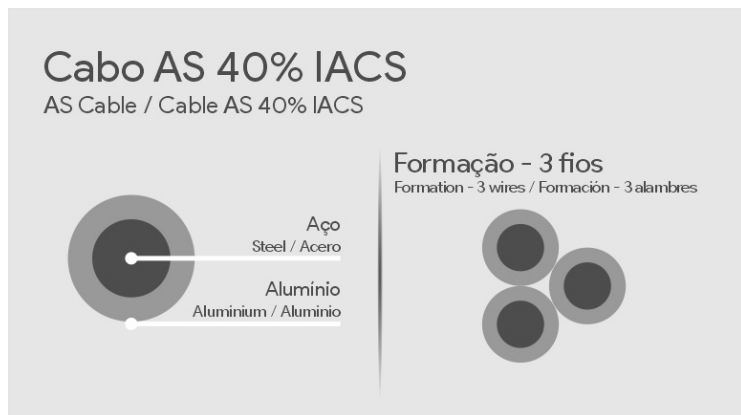 Cabo AS 40% IACS
AS Cable / Cable AS 40% IACS
Aço
Steel / Acero
Alumínio
Aluminium / Aluminio
Formação - 3 fios
Formation - 3 wires / Formación - 3 alambres